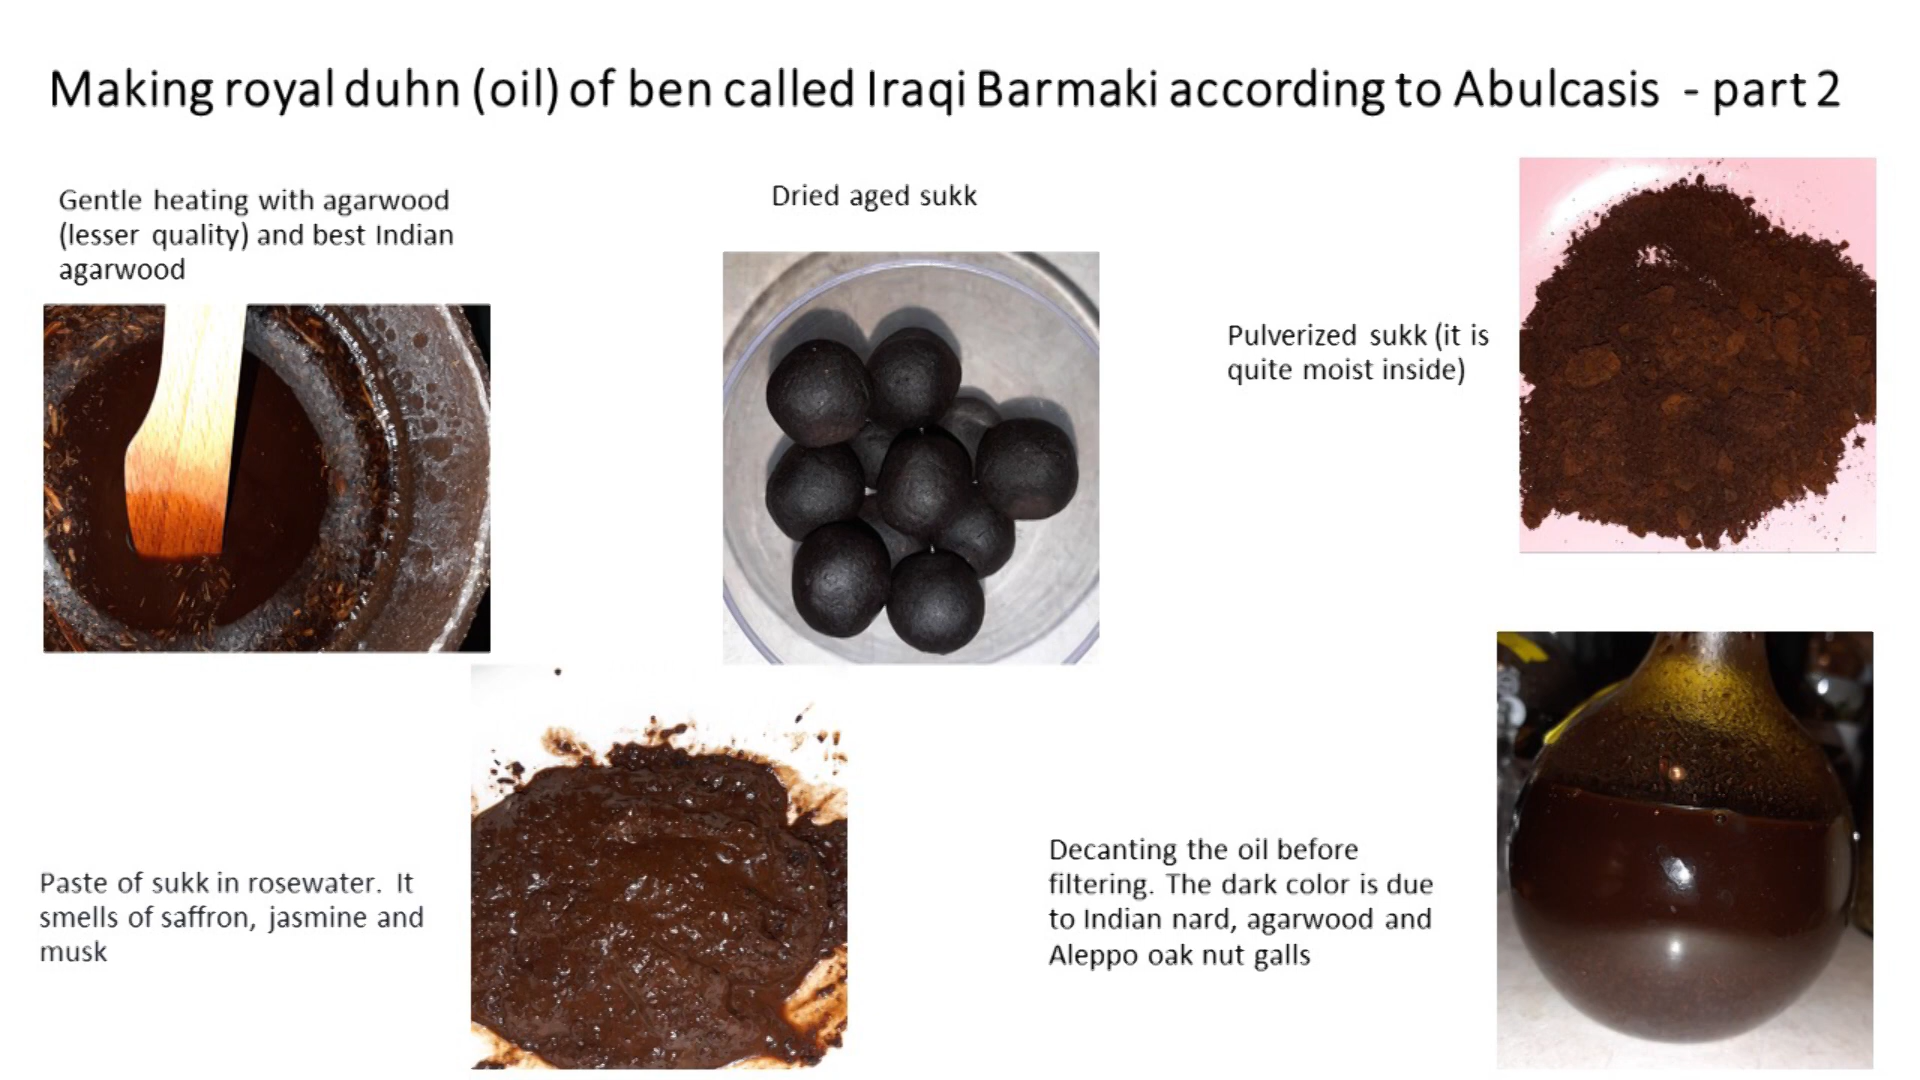 Making royal duhn (oil) of ben called Iraqi Barmaki according to Abulcasis - part 2
Gentle heating with agarwood
(lesser quality) and best Indian
agarwood
Dried aged sukk
Pulverized sukk (it is
quite moist inside)
Paste of sukk in rosewater. It
smells of saffron, jasmine and
musk
Decanting the oil before
filtering. The dark color is due
to Indian nard, agarwood and
Aleppo oak nut galls